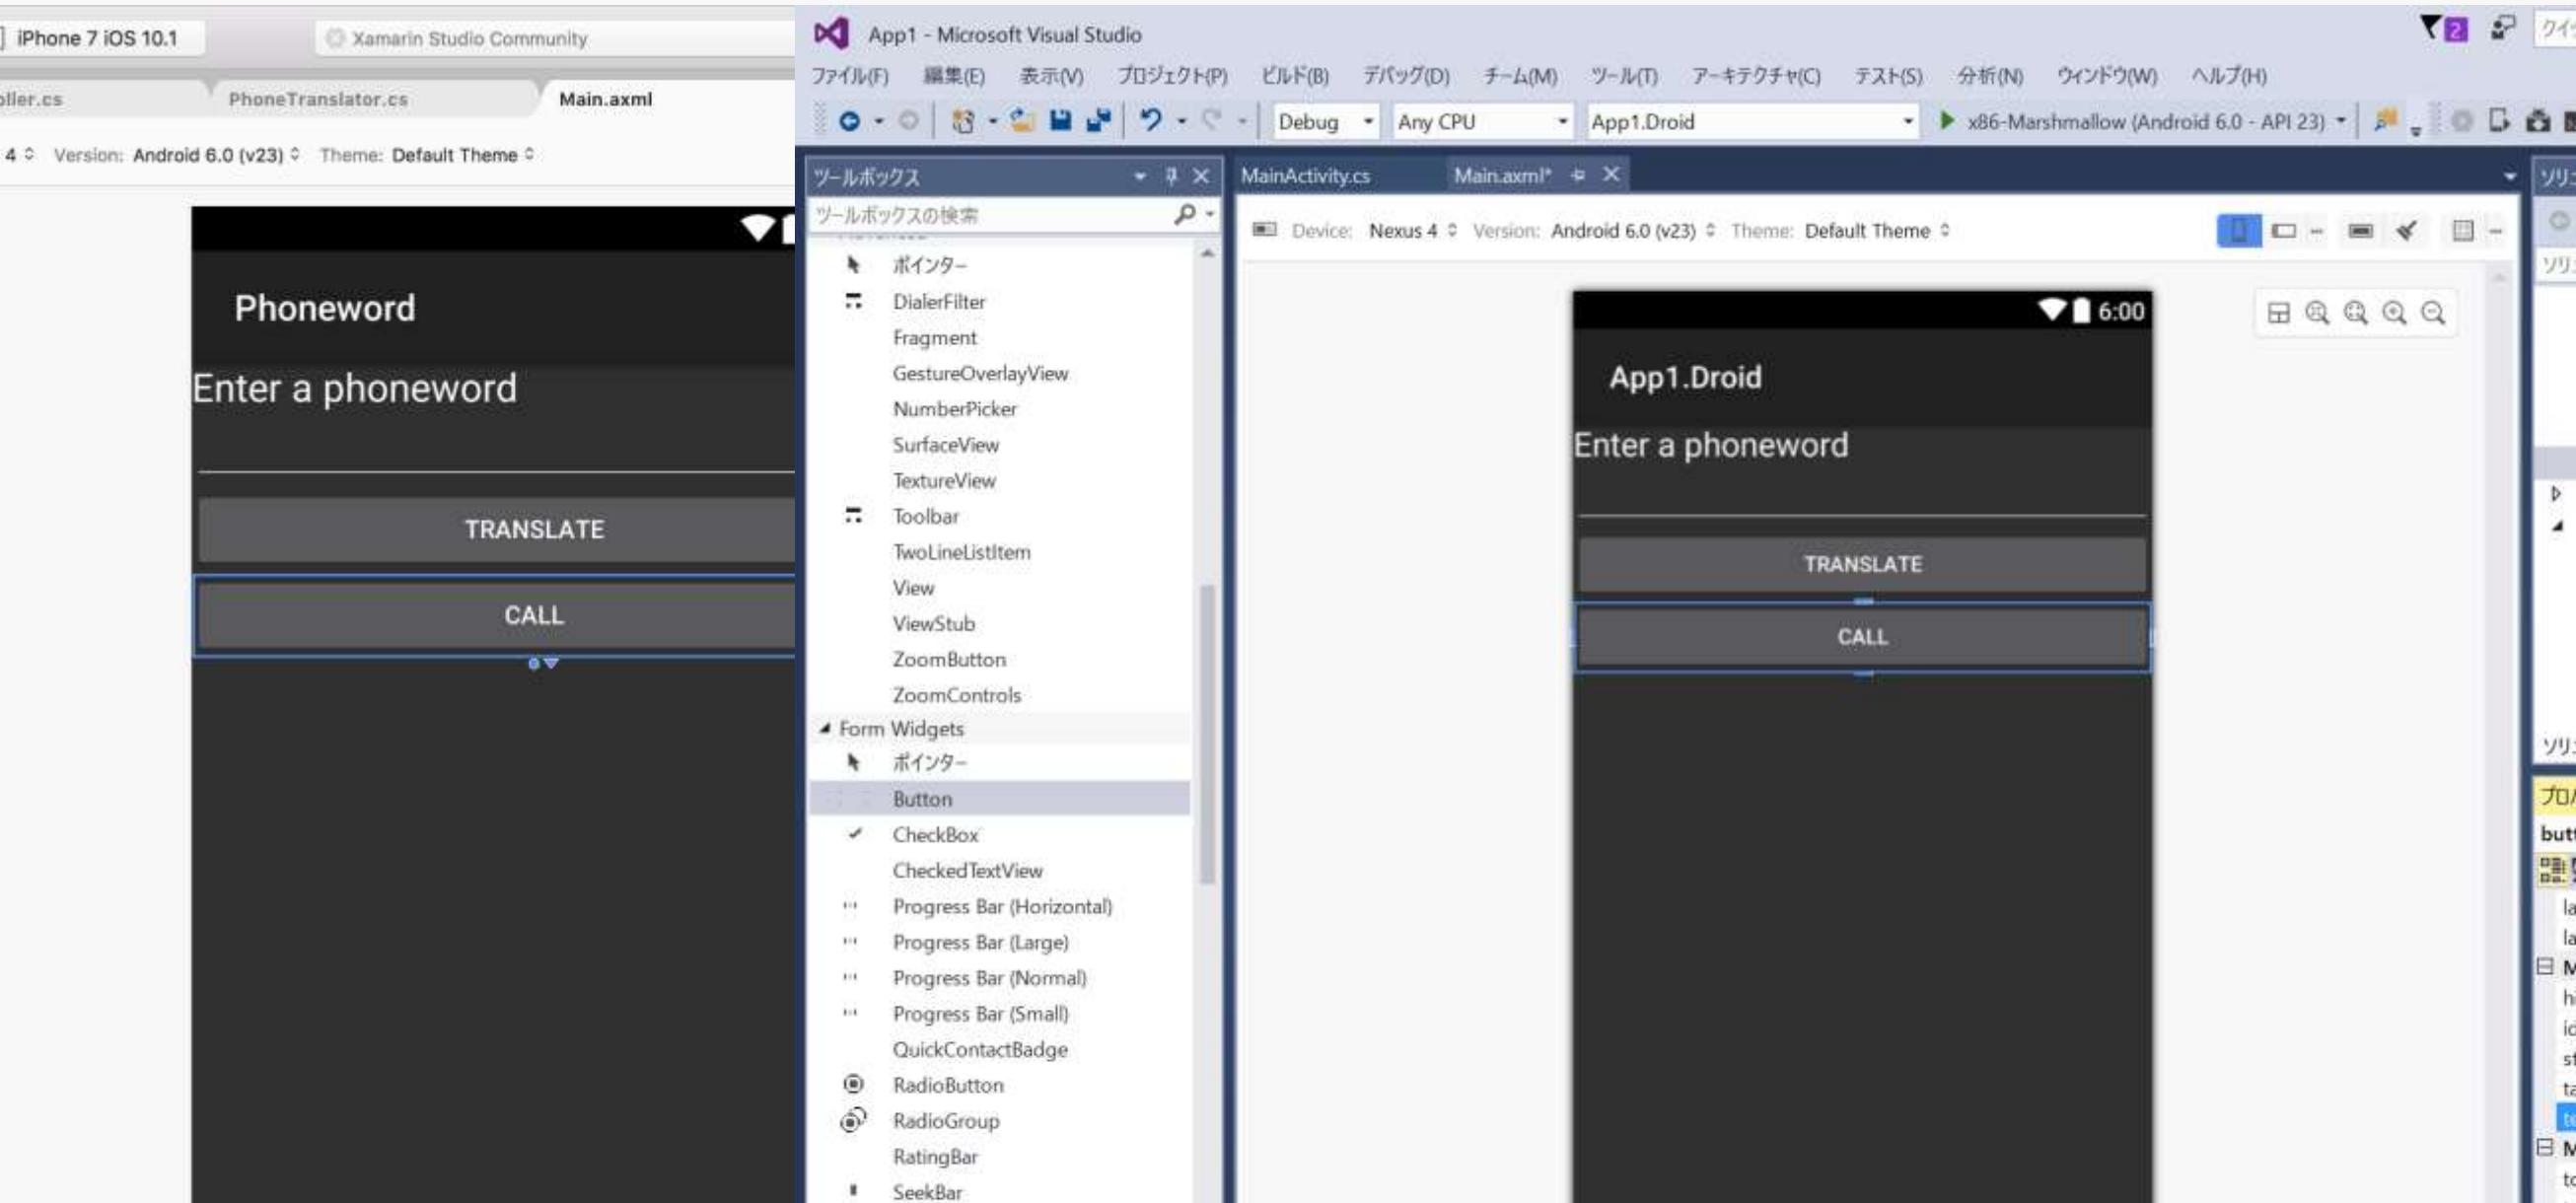 iPhone 7 iOS 10.1
Xamarin Studio Community
oller.cs
PhoneTranslator.cs
Main.axml
4
Version: Android 6.0 (v23)
Theme: Default Theme
Phoneword
Enter a phoneword
TRANSLATE
CALL
App1 - Microsoft Visual Studio
2
ファイル(F) 編集(E) 表示(V) プロジェクト(P) ビルド(B) デバッグ(D) チーム(M) ツール(T) アーキテクチャ(C) テスト(S) 分析(N) ウィンドウ(W) ヘルプ(H)
Debug
Any CPU
App1.Droid
x86-Marshmallow (Android 6.0 - API 23)
ツールボックス
ツールボックスの検索
ポインター
DialerFilter
Fragment
GestureOverlayView
NumberPicker
SurfaceView
TextureView
Toolbar
TwoLineListItem
View
ViewStub
ZoomButton
ZoomControls
Form Widgets
ポインター
Button
CheckBox
CheckedTextView
Progress Bar (Horizontal)
Progress Bar (Large)
Progress Bar (Normal)
Progress Bar (Small)
QuickContactBadge
RadioButton
RadioGroup
RatingBar
SeekBar
MainActivity.cs
Main.axml*
Device: Nexus 4
Version: Android 6.0 (v23)
Theme: Default Theme
6:00
App1.Droid
Enter a phoneword
TRANSLATE
CALL